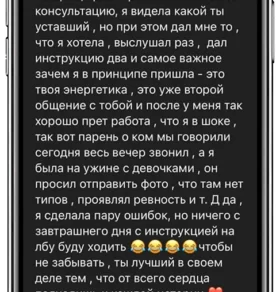 консультацию, я видела какой ты
уставший , но при этом дал мне то ,
что я хотела , выслушал раз , дал
инструкцию два и самое важное
зачем я в принципе пришла - это
твоя энергетика , это уже второй
общение с тобой и после у меня так
хорошо прет работа , что я в шоке ,
так вот парень о ком мы говорили
сегодня весь вечер звонил , а я
была на ужине с девочками , он
просил отправить фото , что там нет
типов , проявлял ревность и т. Д да ,
я сделала пару ошибок, но ничего с
завтрашнего дня с инструкцией на
лбу буду ходить 😂😂😂😂чтобы
не забывать , ты лучший в своем
деле тем , что от всего сердца